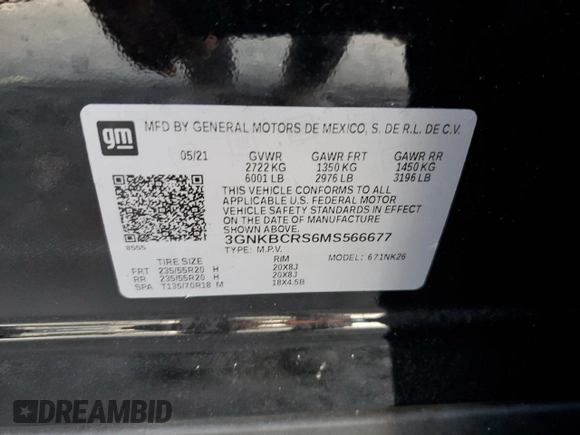 gm
MFD BY GENERAL MOTORS DE MEXICO, S. DE R.L. DE C.V.
05/21 GVWR GAWR FRT GAWR RR
2722 KG 1350 KG 1450 KG
6001 LB 2976 LB 3196 LB
THIS VEHICLE CONFORMS TO ALL
APPLICABLE U.S. FEDERAL MOTOR
VEHICLE SAFETY STANDARDS IN EFFECT
ON THE DATE OF MANUFACTURE
SHOWN ABOVE.
8555 3GNKBCRS6MS566677
TYPE: M.P.V.
TIRE SIZE RIM MODEL: 671NK26
FRT 235/55R20 H 20X8J
RR 235/55R20 H 20X8J
SPA T135/70R18 M 18X4.5B
DREAMBID